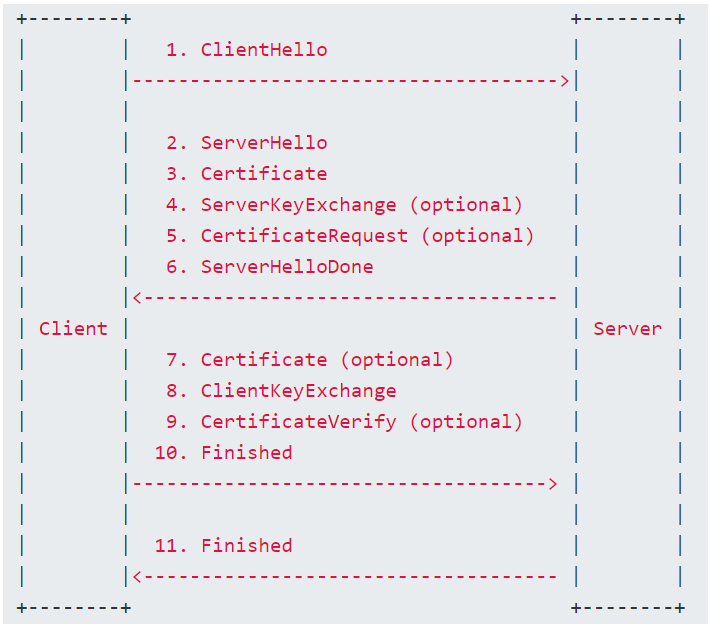 +--------+                                      +--------+
|        |   1. ClientHello                     |        |
|        |------------------------------------->|        |
|        |                                      |        |
|        |   2. ServerHello                     |        |
|        |   3. Certificate                     |        |
|        |   4. ServerKeyExchange (optional)    |        |
|        |   5. CertificateRequest (optional)   |        |
|        |   6. ServerHelloDone                 |        |
|        |<------------------------------------ |        |
| Client |                                      | Server |
|        |   7. Certificate (optional)          |        |
|        |   8. ClientKeyExchange               |        |
|        |   9. CertificateVerify (optional)    |        |
|        |  10. Finished                        |        |
|        |------------------------------------> |        |
|        |                                      |        |
|        |  11. Finished                        |        |
|        |<------------------------------------ |        |
+--------+                                      +--------+